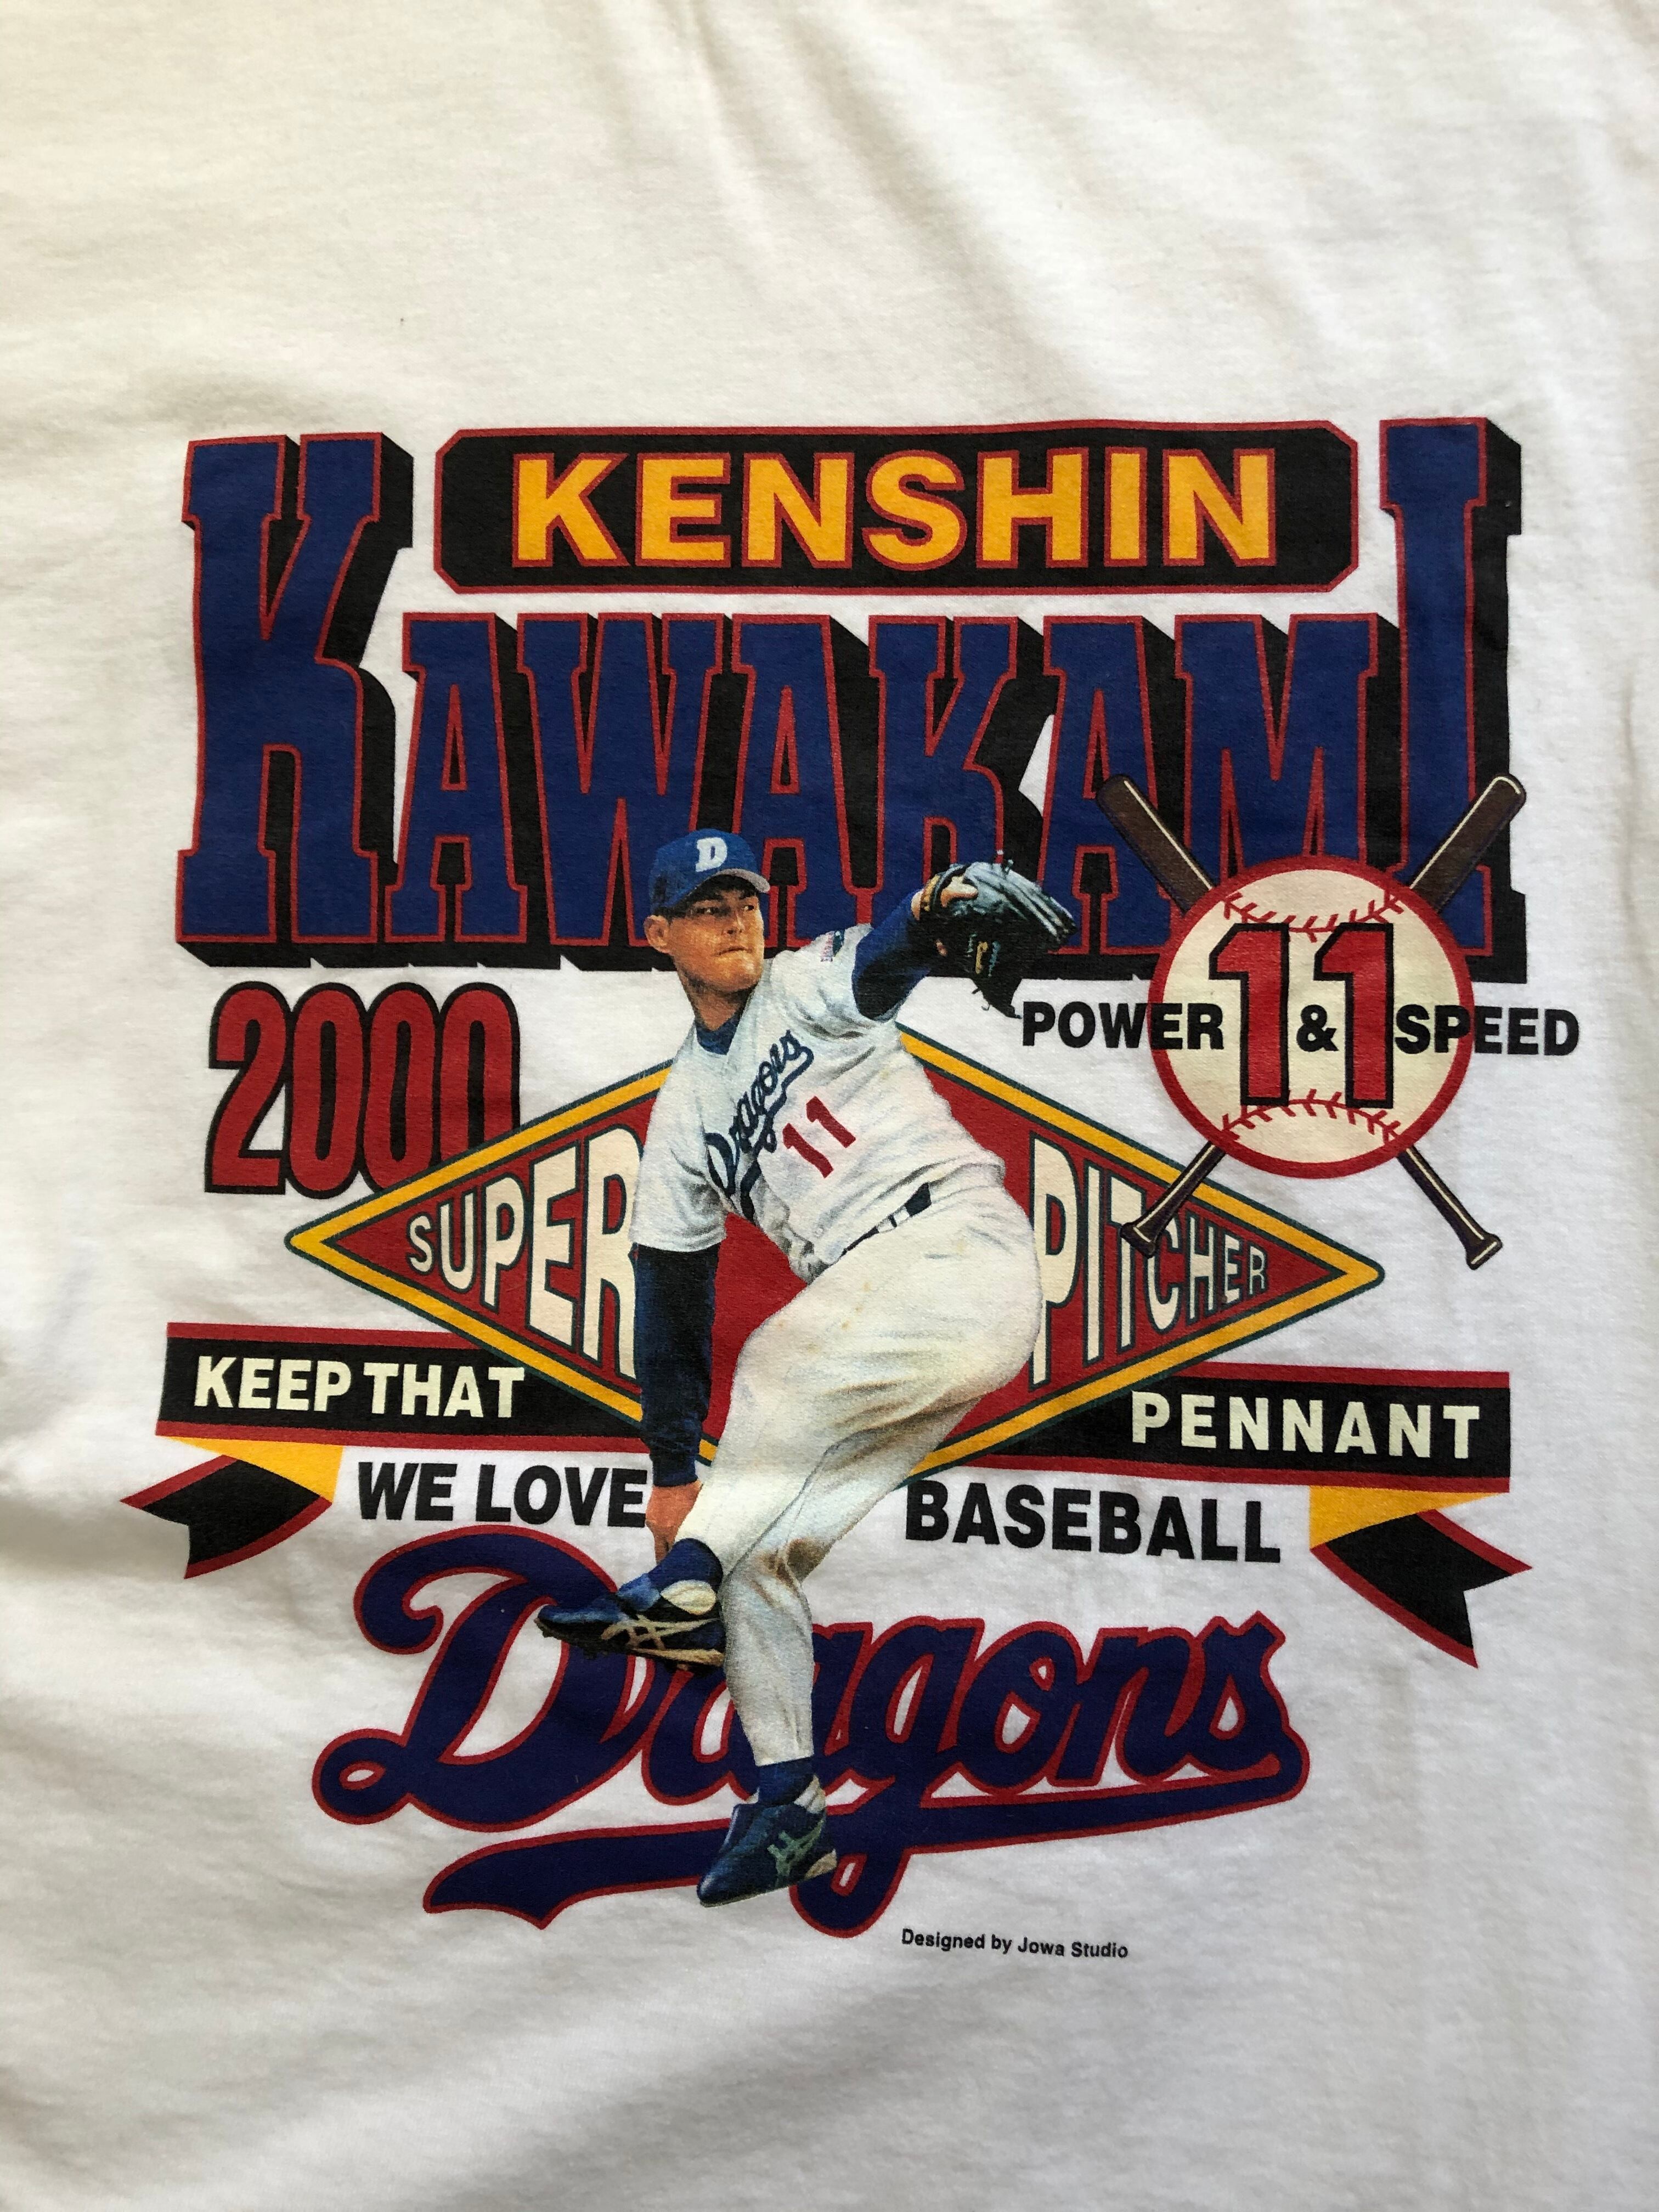 KENSHIN
KAWAKAMI
D
2000
POWER & SPEED
11
Dragons
11
SUPER PITCHER
KEEP THAT PENNANT
WE LOVE BASEBALL
Dragons
Designed by Jowa Studio